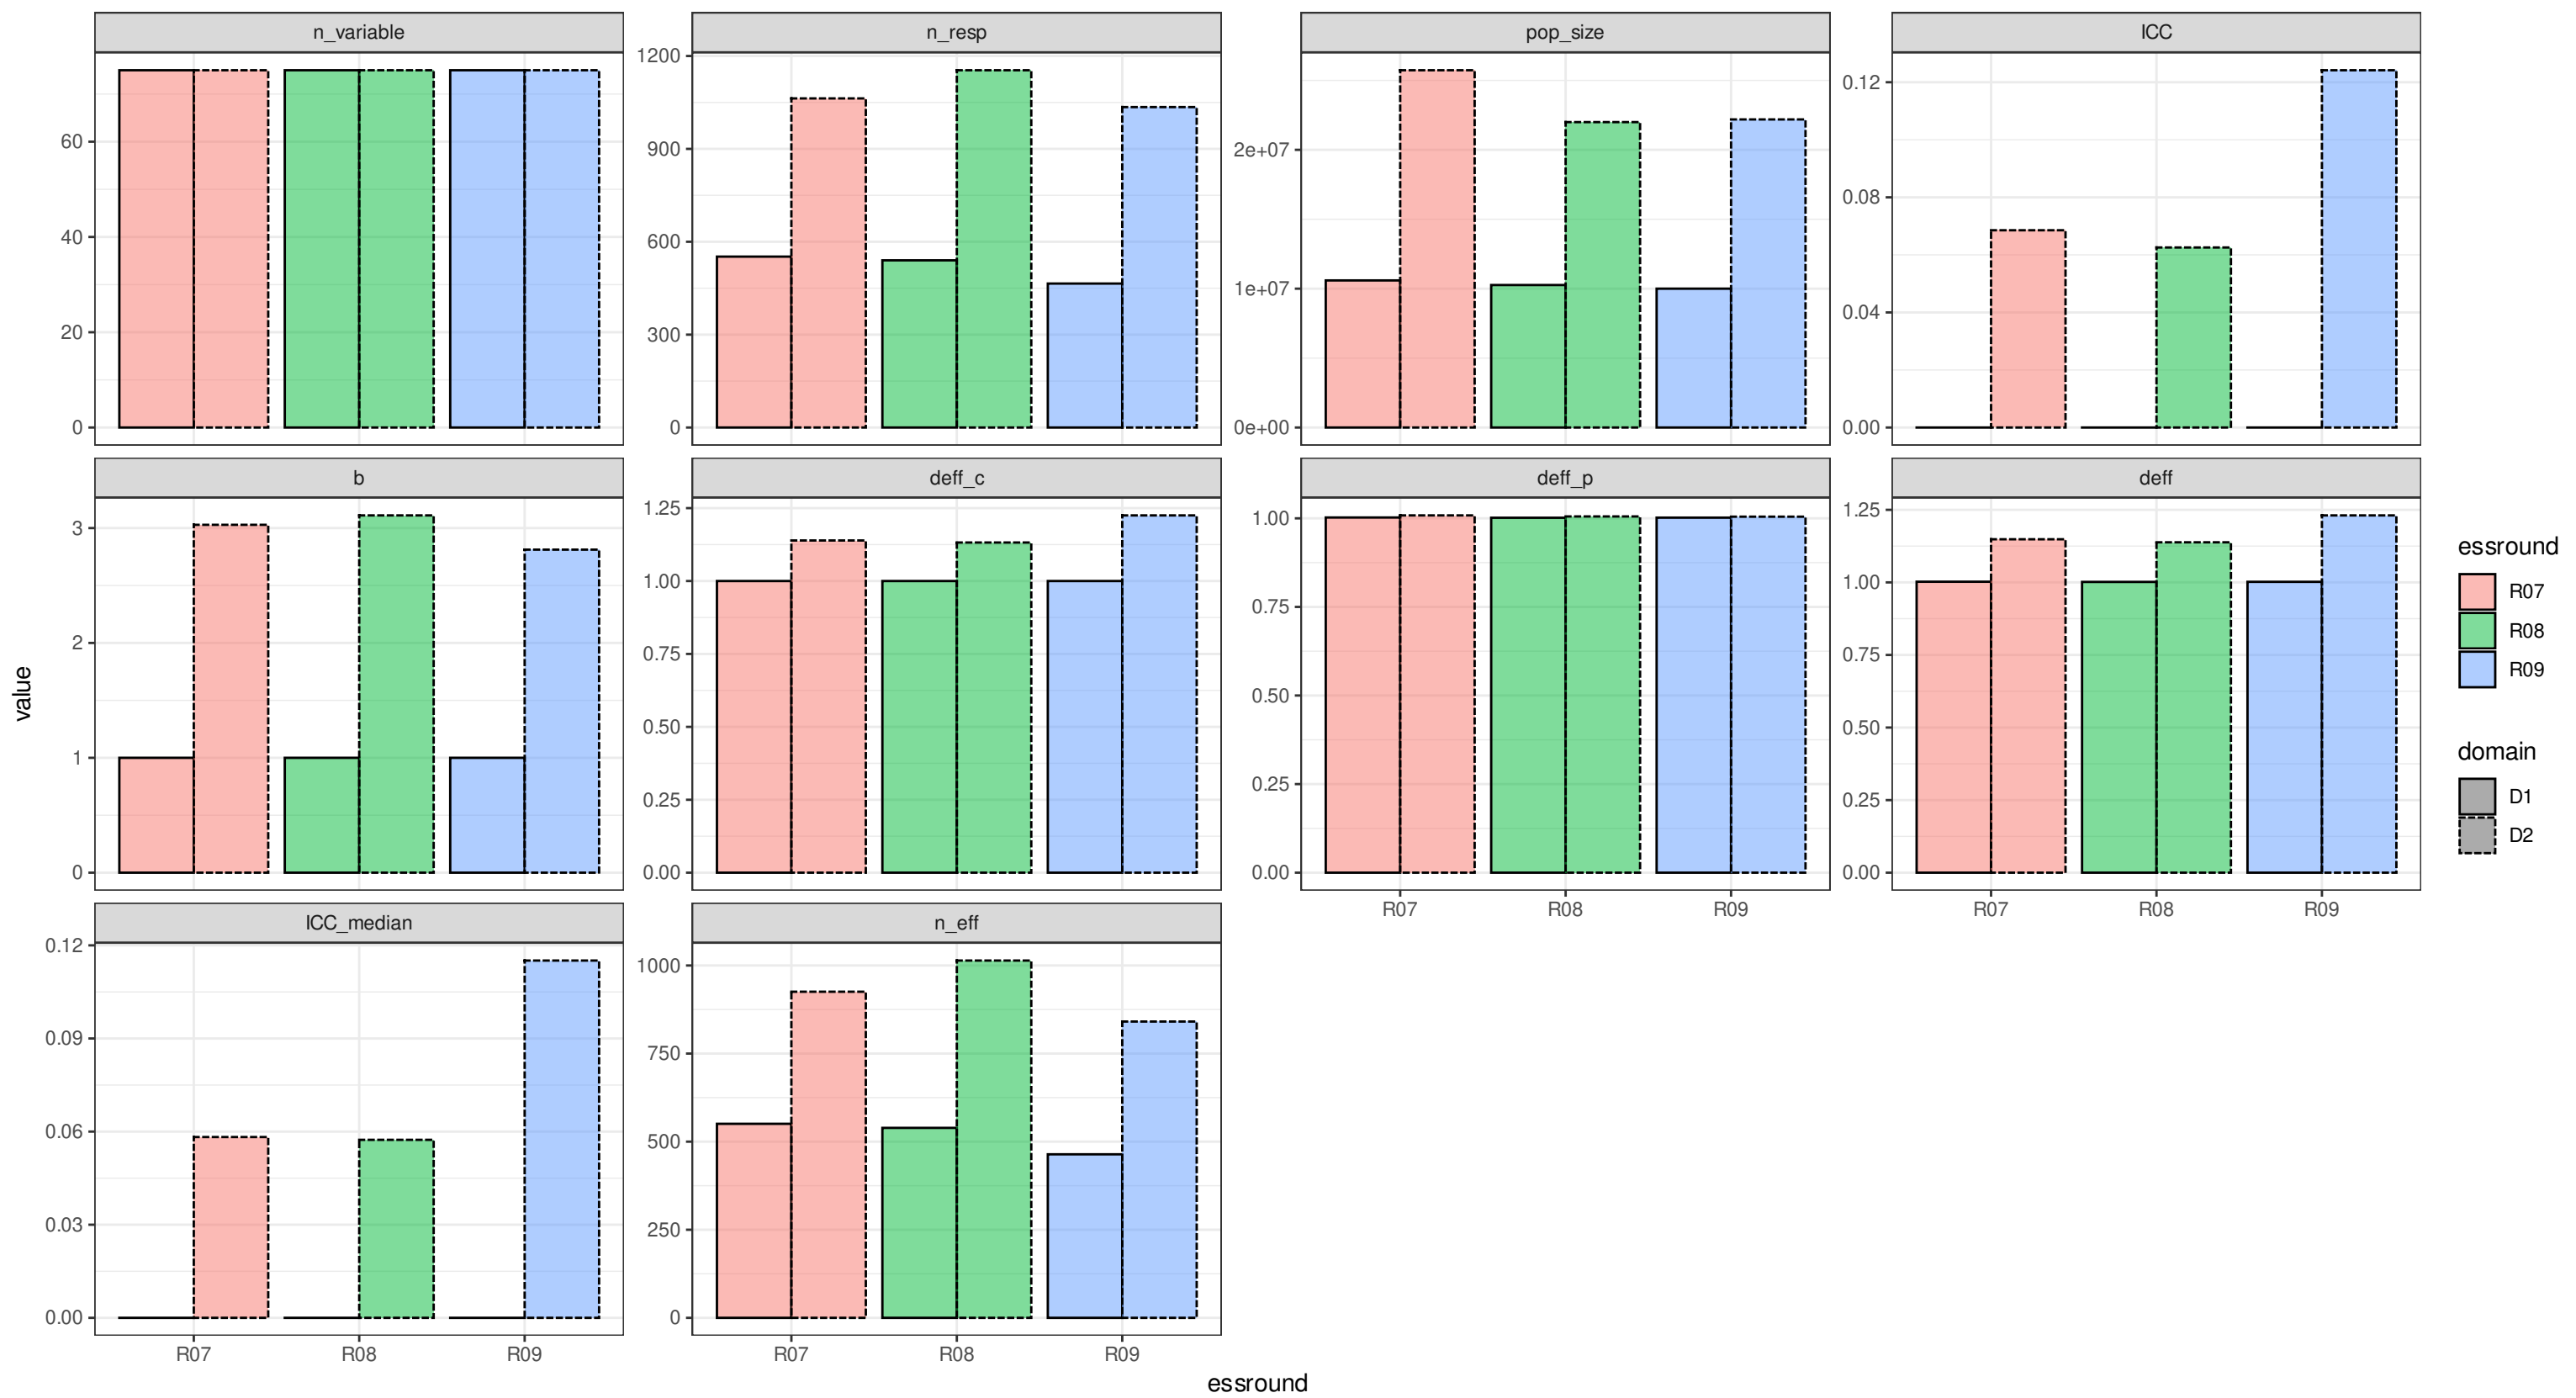 n_variable
n_resp
pop_size
ICC
60
40
20
0
1200
900
600
300
0
2e+07
1e+07
0e+00
0.12
0.08
0.04
0.00
b
deff_c
deff_p
deff
3
2
1
0
1.25
1.00
0.75
0.50
0.25
0.00
1.00
0.75
0.50
0.25
0.00
1.25
1.00
0.75
0.50
0.25
0.00
R07 R08 R09
R07 R08 R09
ICC_median
n_eff
0.12
0.09
0.06
0.03
0.00
1000
750
500
250
0
R07 R08 R09
R07 R08 R09
value
essround
essround
R07
R08
R09
domain
D1
D2